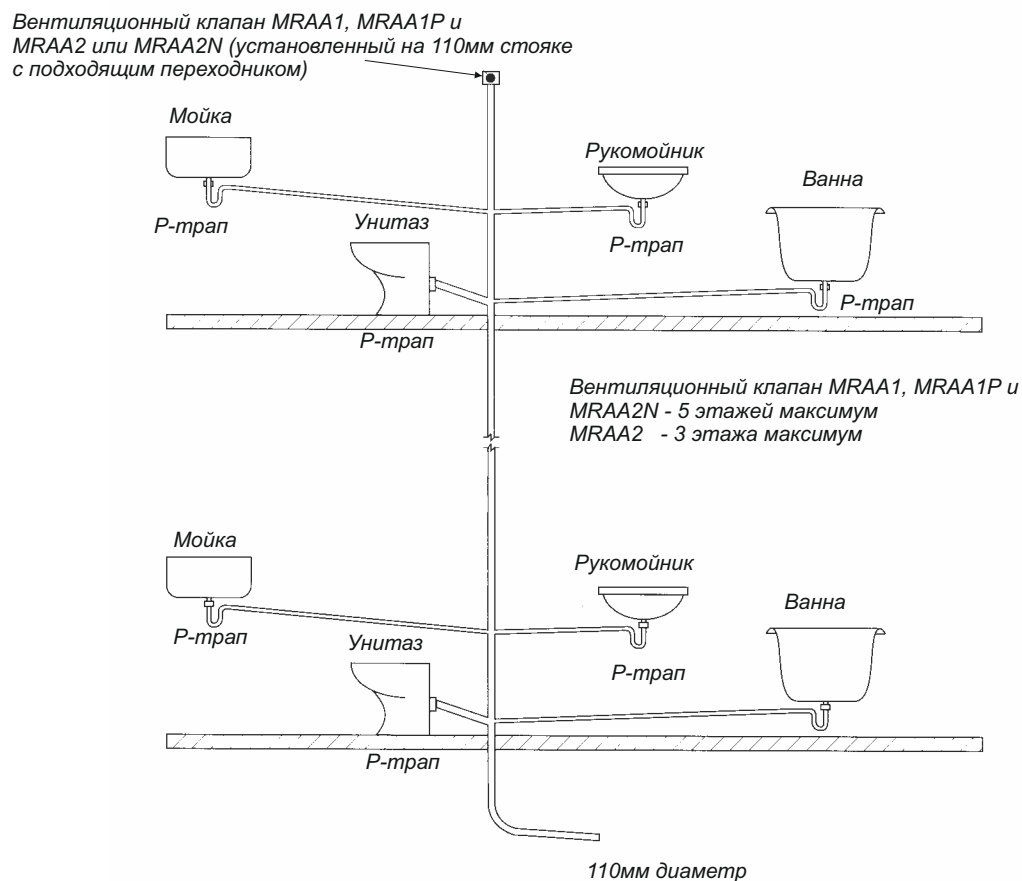 Вентиляционный клапан MRAA1, MRAA1P и
MRAA2 или MRAA2N (установленный на 110мм стояке
с подходящим переходником)
Мойка
Рукомойник
Ванна
P-трап
Унитаз
P-трап
P-трап
P-трап
Вентиляционный клапан MRAA1, MRAA1P и
MRAA2N - 5 этажей максимум
MRAA2 - 3 этажа максимум
Мойка
Рукомойник
Ванна
P-трап
Унитаз
P-трап
P-трап
110мм диаметр